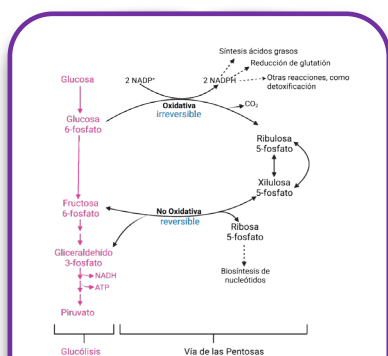 Síntesis ácidos grasos
Reducción de glutatión
Glucosa
2 NADP⁺
2 NADPH
Otras reacciones, como
detoxificación
Oxidativa
irreversible
CO₂
Glucosa
6-fosfato
Ribulosa
5-fosfato
Xilulosa
5-fosfato
Fructosa
6-fosfato
No Oxidativa
reversible
Ribosa
5-fosfato
Gliceraldehido
3-fosfato
NADH
ATP
Biosíntesis de
nucleótidos
Piruvato
Glucólisis
Vía de las Pentosas